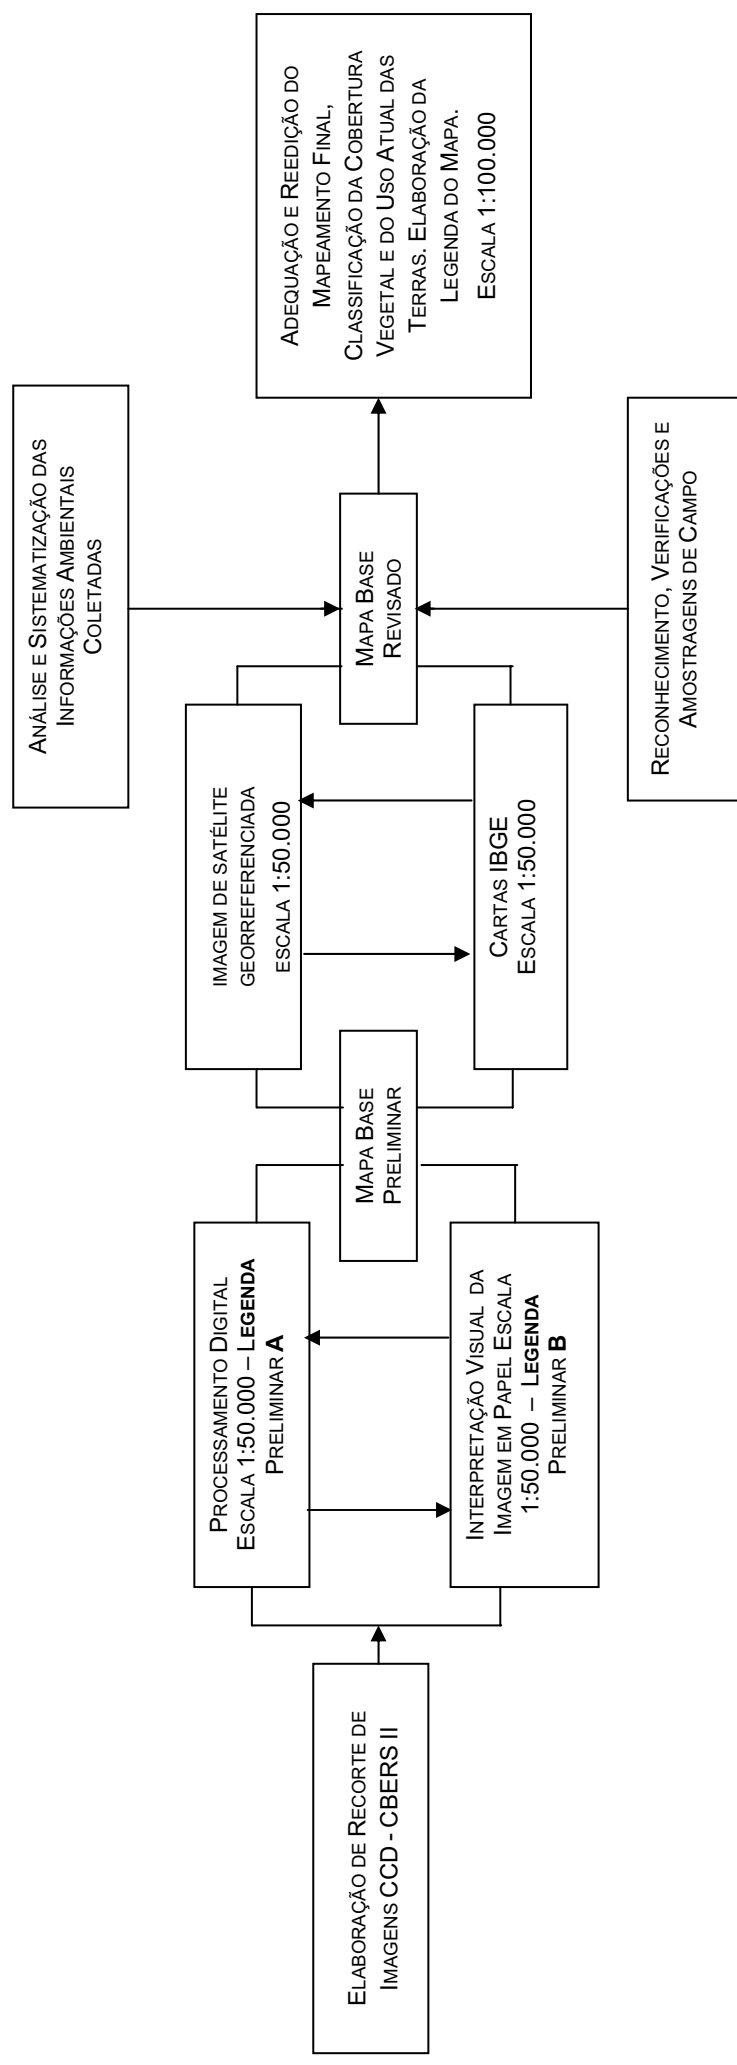 ELABORAÇÃO DE RECORTE DE
IMAGENS CCD - CBERS II
PROCESSAMENTO DIGITAL
ESCALA 1:50.000 – LEGENDA
PRELIMINAR A
INTERPRETAÇÃO VISUAL DA
IMAGEM EM PAPEL ESCALA
1:50.000 – LEGENDA
PRELIMINAR B
MAPA BASE
PRELIMINAR
IMAGEM DE SATÉLITE
GEORREFERENCIADA
ESCALA 1:50.000
CARTAS IBGE
ESCALA 1:50.000
ANÁLISE E SISTEMATIZAÇÃO DAS
INFORMAÇÕES AMBIENTAIS
COLETADAS
MAPA BASE
REVISADO
RECONHECIMENTO, VERIFICAÇÕES E
AMOSTRAGENS DE CAMPO
ADEQUAÇÃO E REEDIÇÃO DO
MAPEAMENTO FINAL,
CLASSIFICAÇÃO DA COBERTURA
VEGETAL E DO USO ATUAL DAS
TERRAS. ELABORAÇÃO DA
LEGENDA DO MAPA.
ESCALA 1:100.000